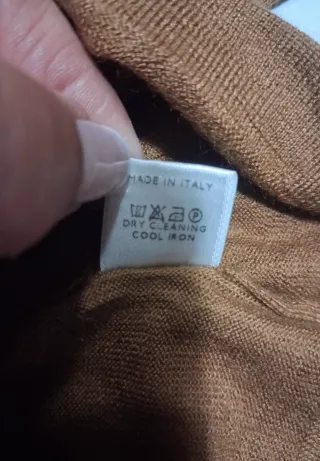 MADE IN ITALY
P
DRY CLEANING
COOL IRON